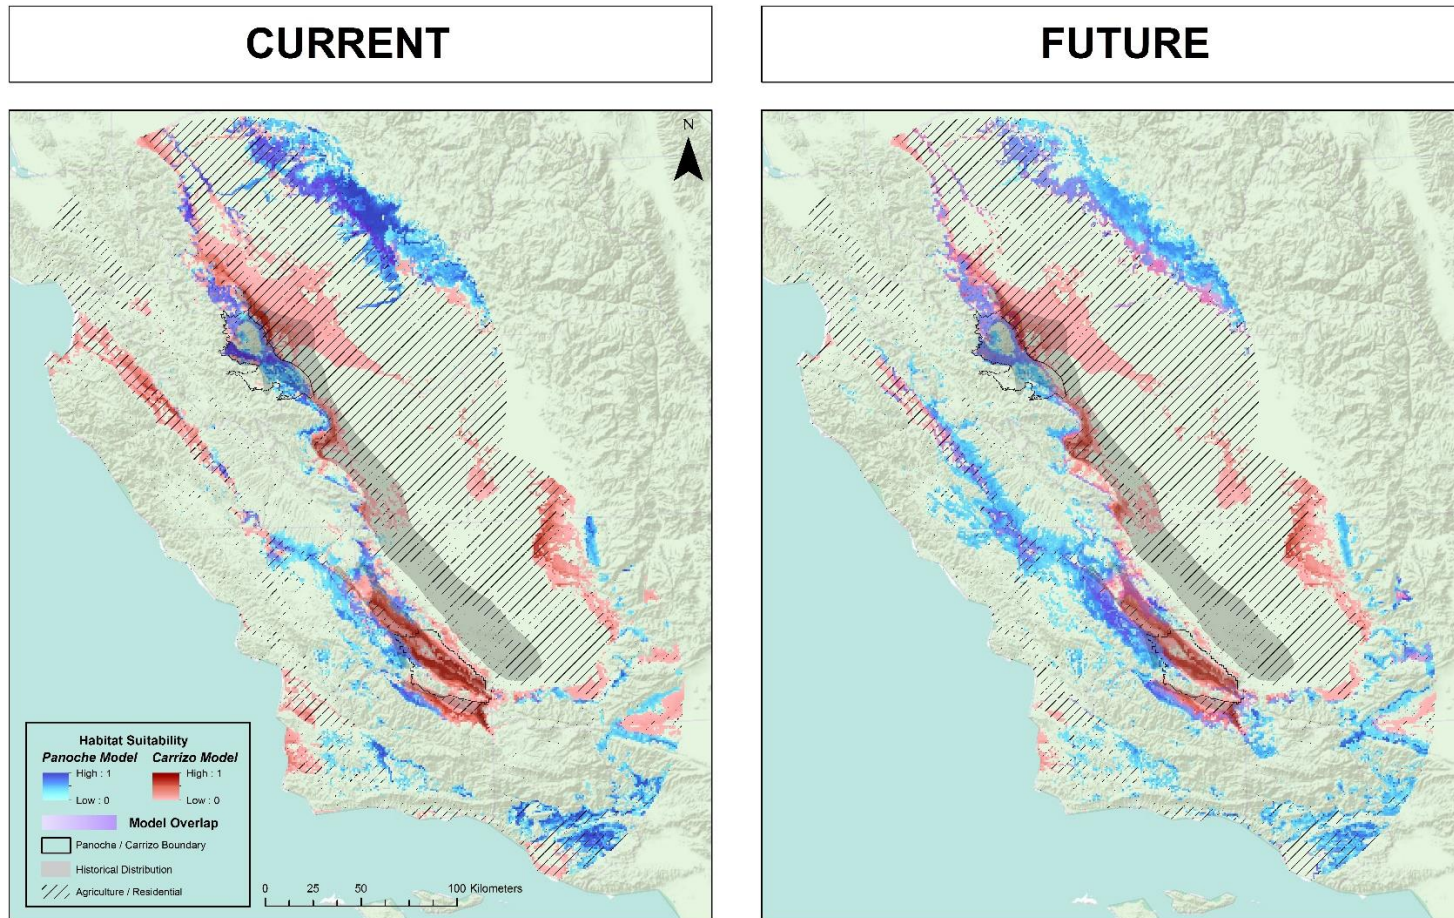 CURRENT
FUTURE
N
Habitat Suitability
Panoche Model Carrizo Model
High : 1 High : 1
Low : 0 Low : 0
Model Overlap
Panoche / Carrizo Boundary
Historical Distribution
Agriculture / Residential
0 25 50 100 Kilometers